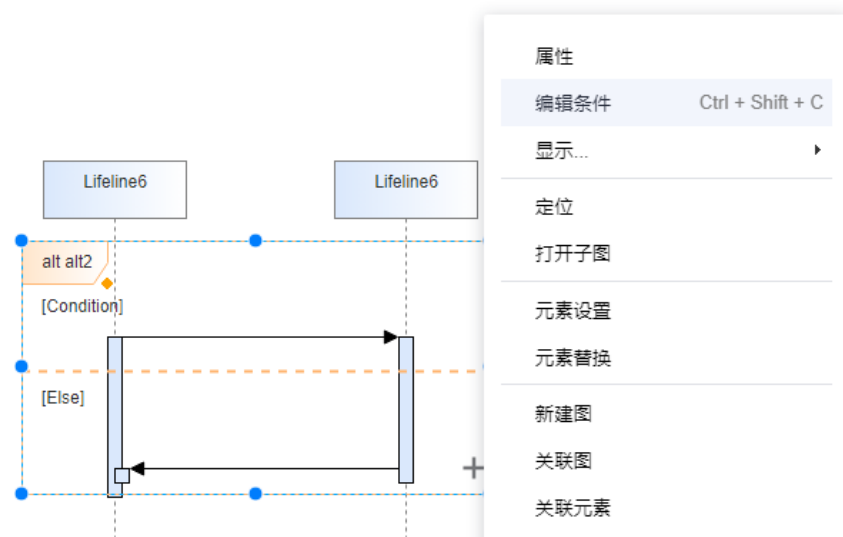 Lifeline6
Lifeline6
alt alt2
[Condition]
[Else]
属性
编辑条件 Ctrl + Shift + C
显示...
定位
打开子图
元素设置
元素替换
新建图
关联图
关联元素